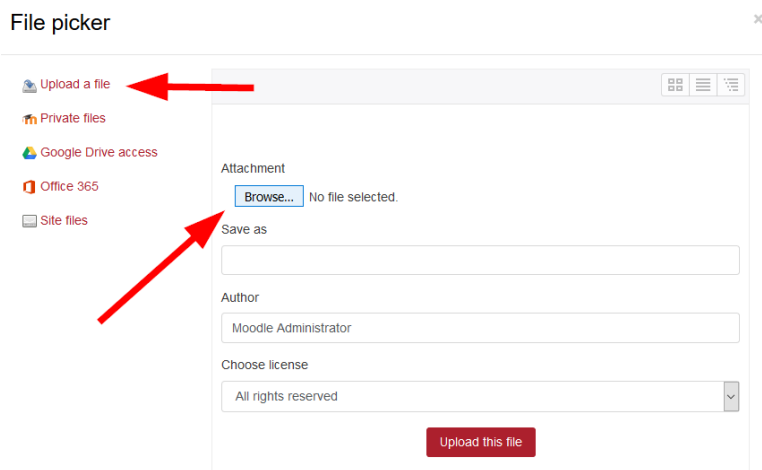 File picker
×
Upload a file
Private files
Google Drive access
Office 365
Site files
Attachment
Browse... No file selected.
Save as
Author
Moodle Administrator
Choose license
All rights reserved
Upload this file